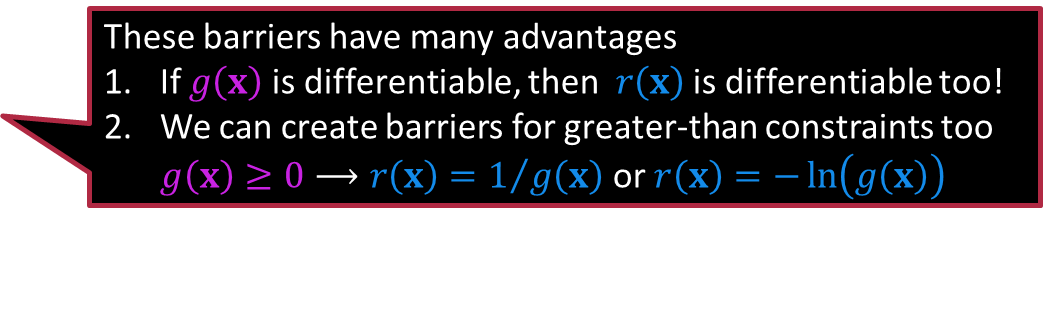 These barriers have many advantages
1. If g(𝐱) is differentiable, then r(𝐱) is differentiable too!
2. We can create barriers for greater-than constraints too
g(𝐱) ≥ 0 ⟶ r(𝐱) = 1/g(𝐱) or r(𝐱) = − ln(g(𝐱))